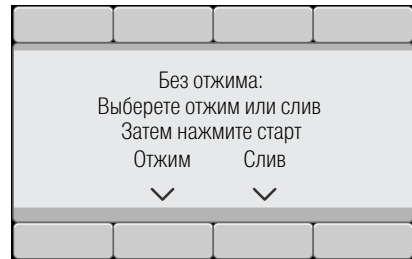 Без отжима:
Выберете отжим или слив
Затем нажмите старт
Отжим Слив